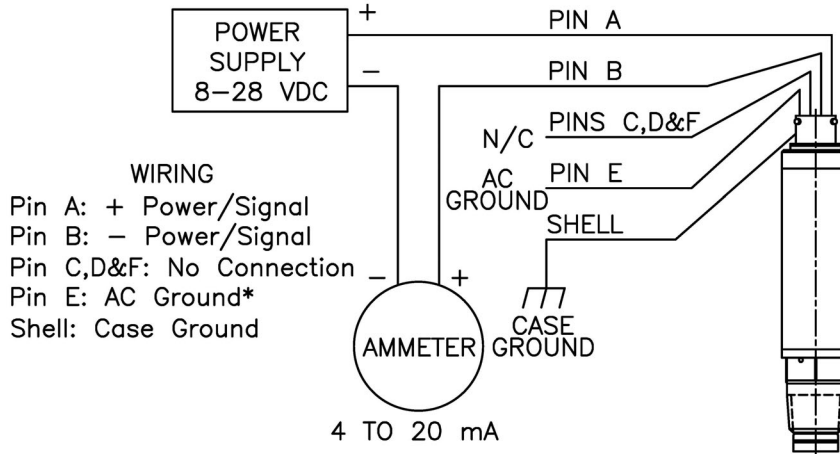 POWER
SUPPLY
8–28 VDC
+
−
PIN A
PIN B
N/C
PINS C,D&F
AC
GROUND
PIN E
SHELL
CASE
GROUND
WIRING
Pin A: + Power/Signal
Pin B: − Power/Signal
Pin C,D&F: No Connection
Pin E: AC Ground*
Shell: Case Ground
−
+
AMMETER
4 TO 20 mA